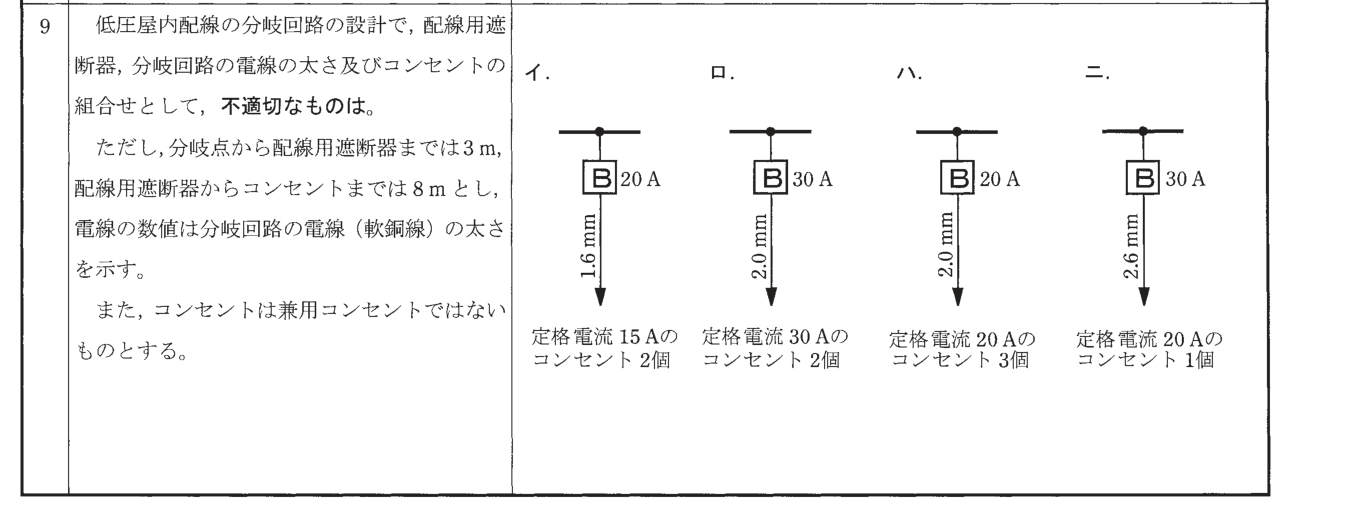 9
低圧屋内配線の分岐回路の設計で,配線用遮
断器,分岐回路の電線の太さ及びコンセントの
組合せとして,不適切なものは。
ただし,分岐点から配線用遮断器までは3 m,
配線用遮断器からコンセントまでは8 mとし,
電線の数値は分岐回路の電線(軟銅線)の太さ
を示す。
また,コンセントは兼用コンセントではない
ものとする。
イ.
B 20 A
1.6 mm
定格電流 15 Aの
コンセント 2個
ロ.
B 30 A
2.0 mm
定格電流 30 Aの
コンセント 2個
ハ.
B 20 A
2.0 mm
定格電流 20 Aの
コンセント 3個
ニ.
B 30 A
2.6 mm
定格電流 20 Aの
コンセント 1個